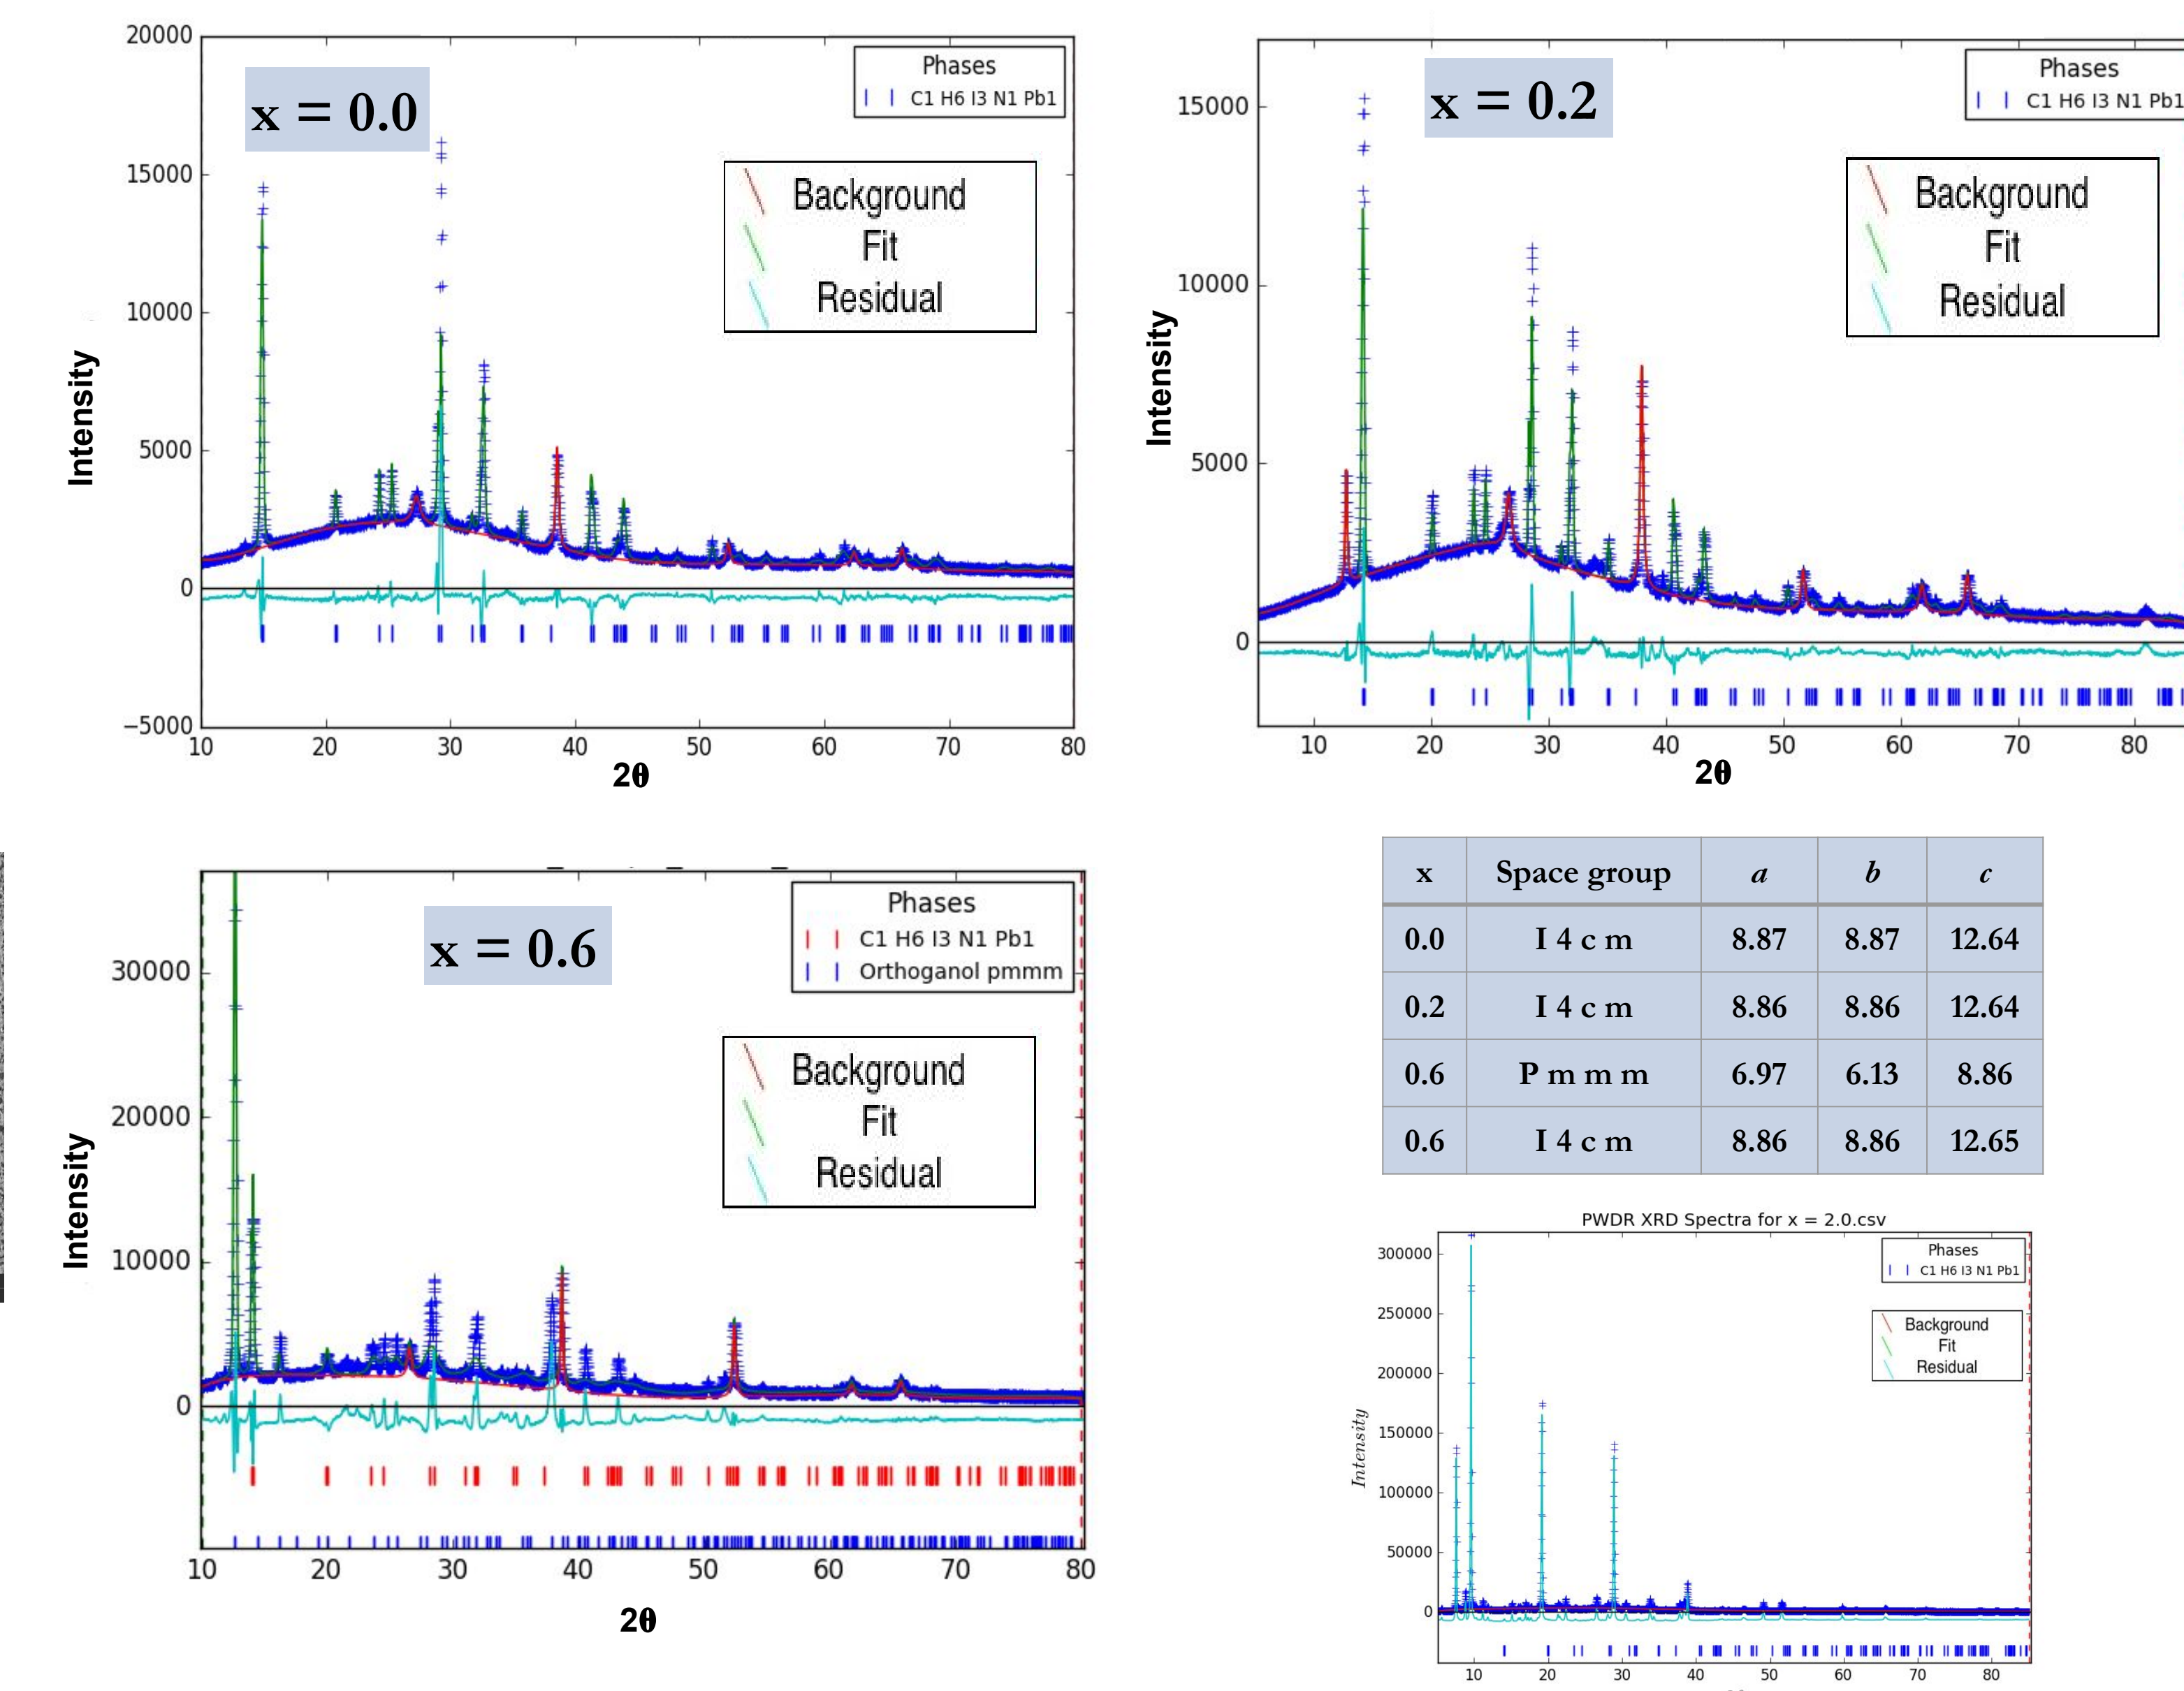 20000
15000
10000
5000
0
−5000
10 20 30 40 50 60 70 80
2θ
Intensity
x = 0.0
Phases
C1 H6 I3 N1 Pb1
Background
Fit
Residual
15000
10000
5000
0
10 20 30 40 50 60 70 80
2θ
Intensity
x = 0.2
Phases
C1 H6 I3 N1 Pb1
Background
Fit
Residual
30000
20000
10000
0
10 20 30 40 50 60 70 80
2θ
Intensity
x = 0.6
Phases
C1 H6 I3 N1 Pb1
Orthoganol pmmm
Background
Fit
Residual
x Space group a b c
0.0 I 4 c m 8.87 8.87 12.64
0.2 I 4 c m 8.86 8.86 12.64
0.6 P m m m 6.97 6.13 8.86
0.6 I 4 c m 8.86 8.86 12.65
PWDR XRD Spectra for x = 2.0.csv
300000
250000
200000
150000
100000
50000
0
10 20 30 40 50 60 70 80
Intensity
Phases
C1 H6 I3 N1 Pb1
Background
Fit
Residual